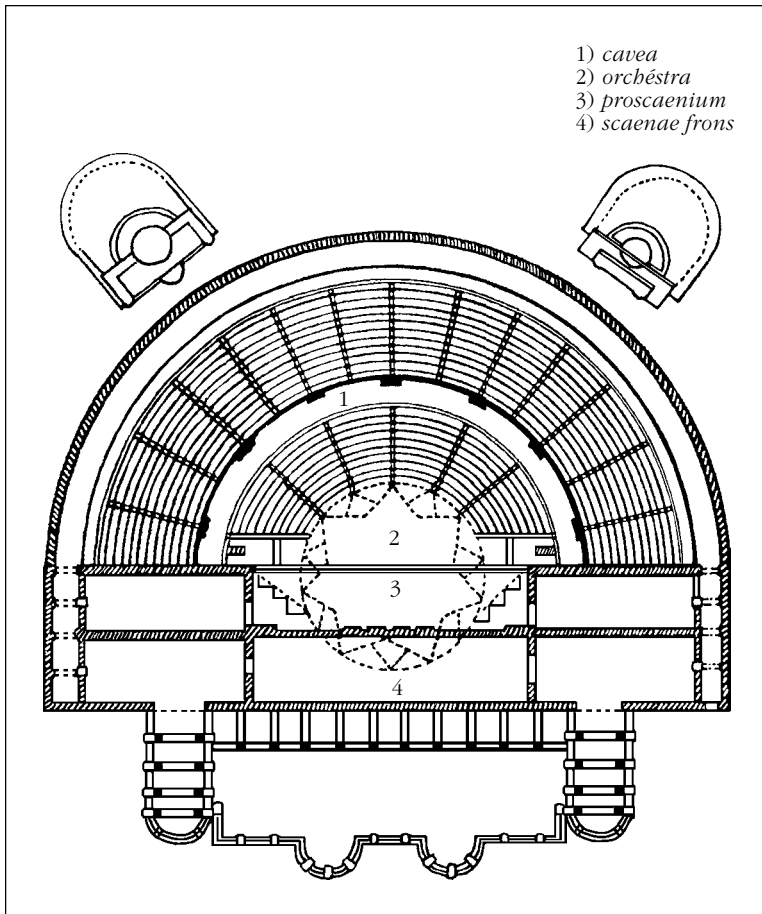 1) cavea
2) orchéstra
3) proscaenium
4) scaenae frons
1
2
3
4